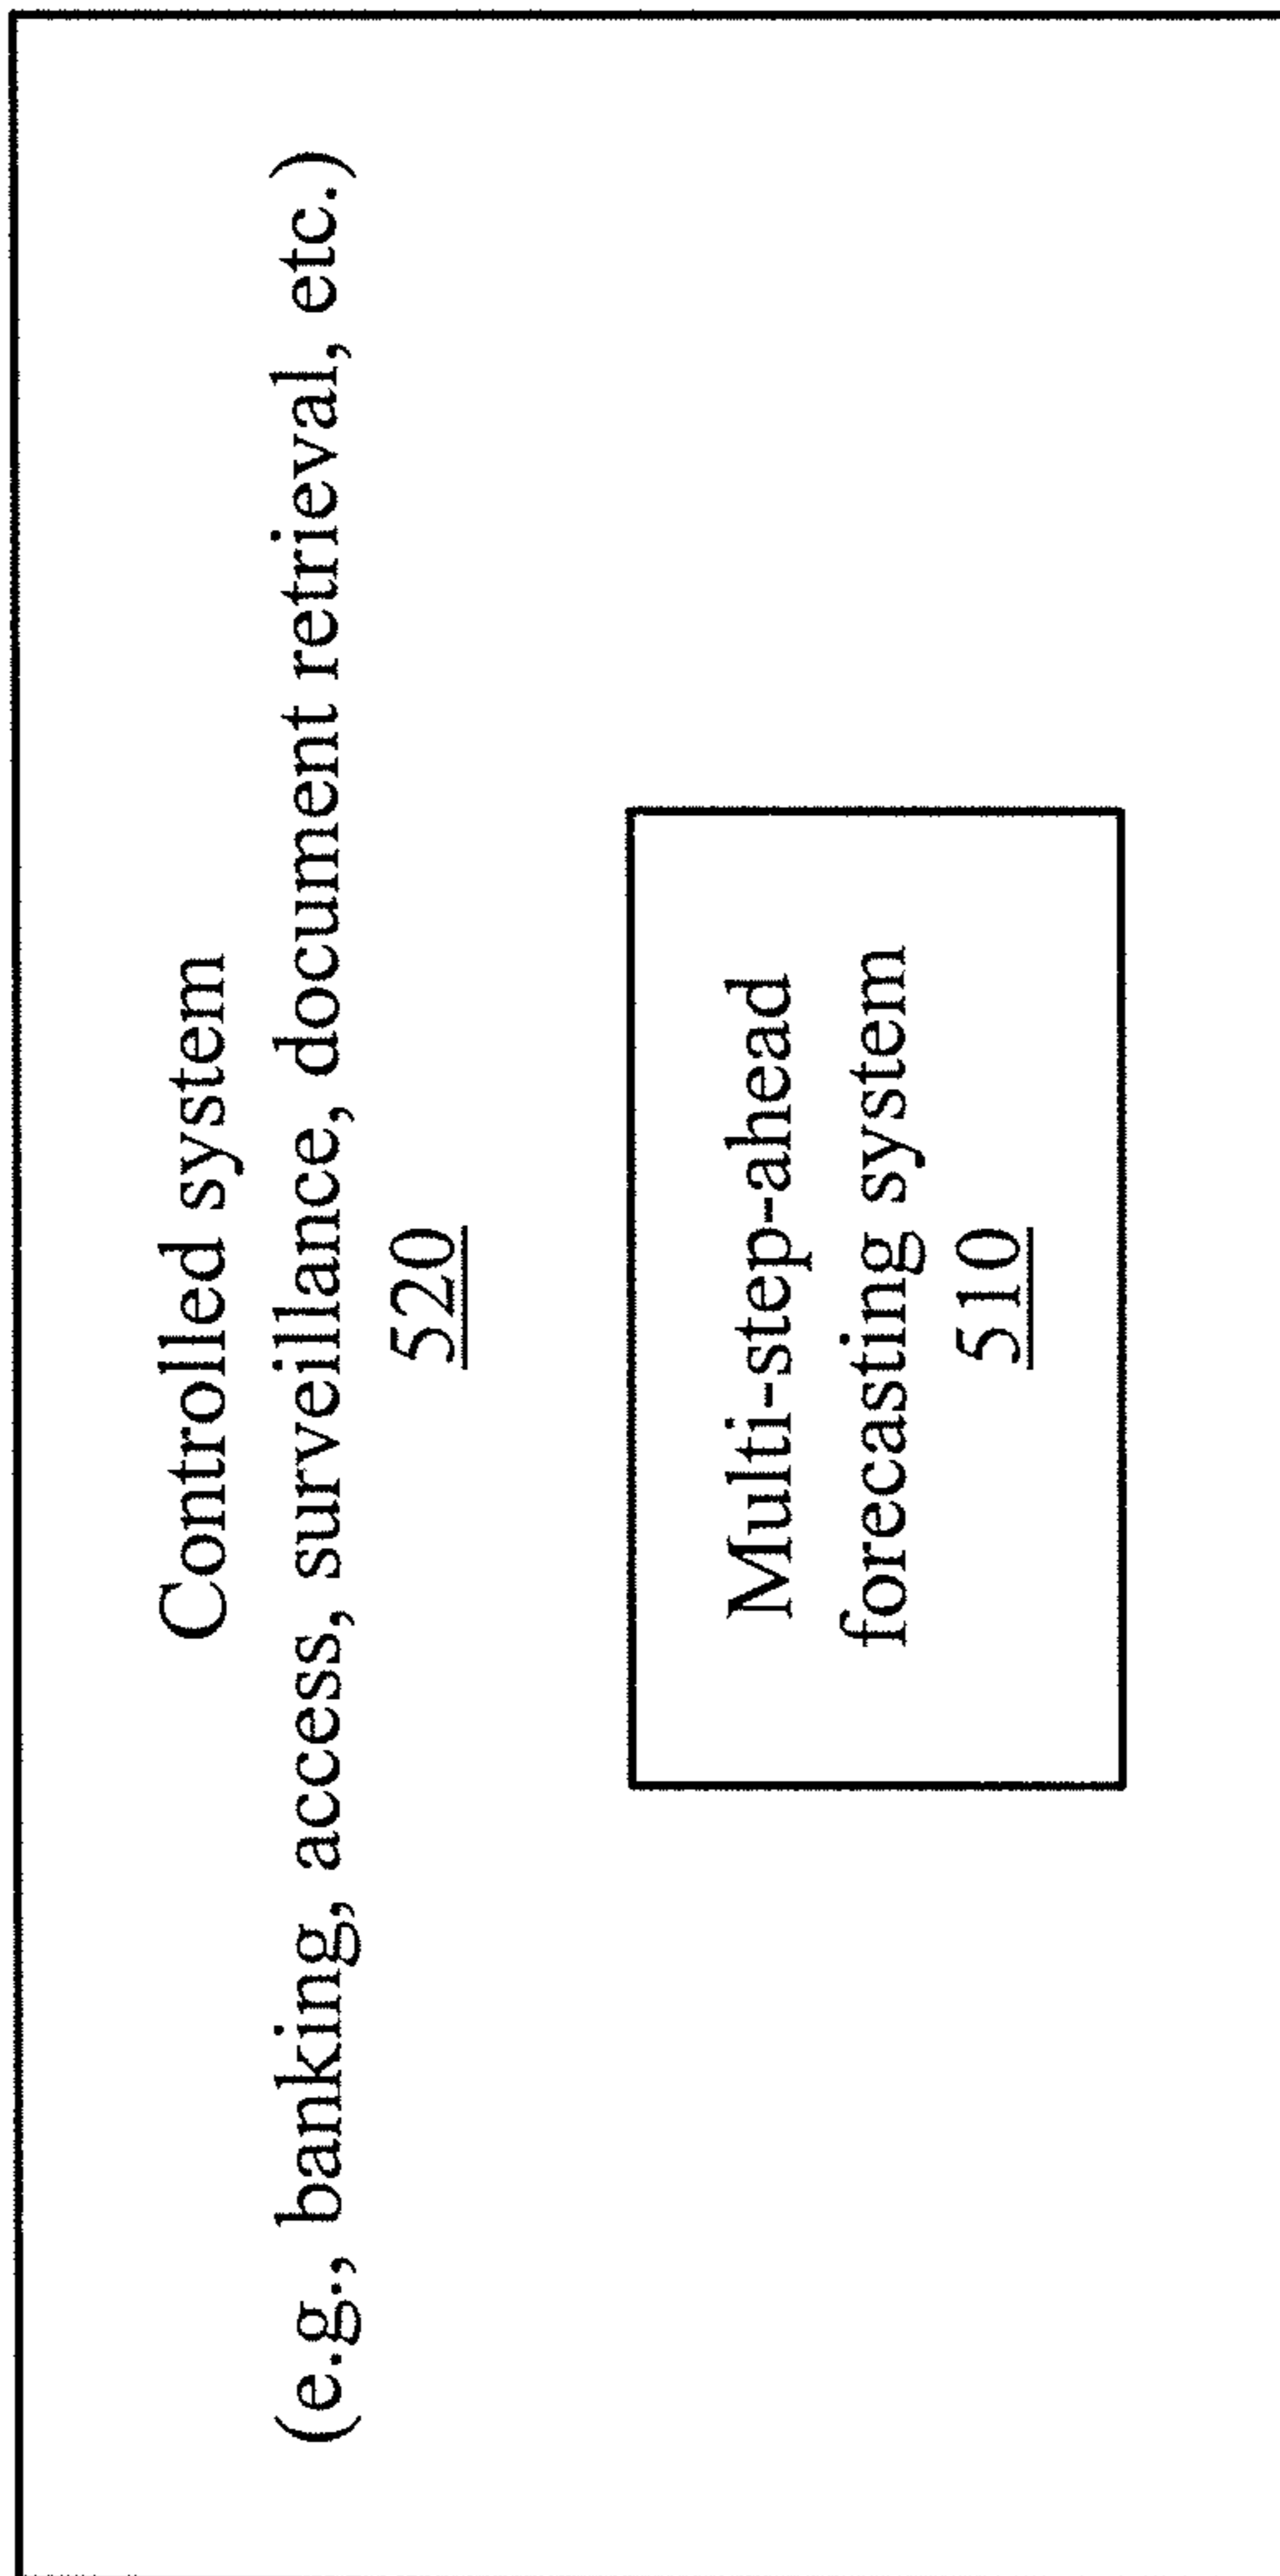 Controlled system
(e.g., banking, access, surveillance, document retrieval, etc.)
520
Multi-step-ahead
forecasting system
510